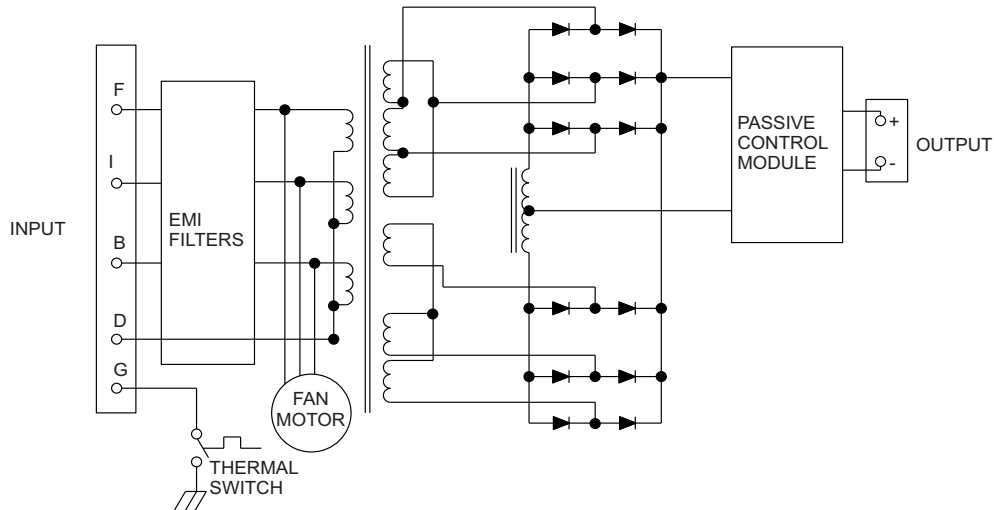 F
I
INPUT
B
D
G
EMI
FILTERS
FAN
MOTOR
THERMAL
SWITCH
PASSIVE
CONTROL
MODULE
+
-
OUTPUT